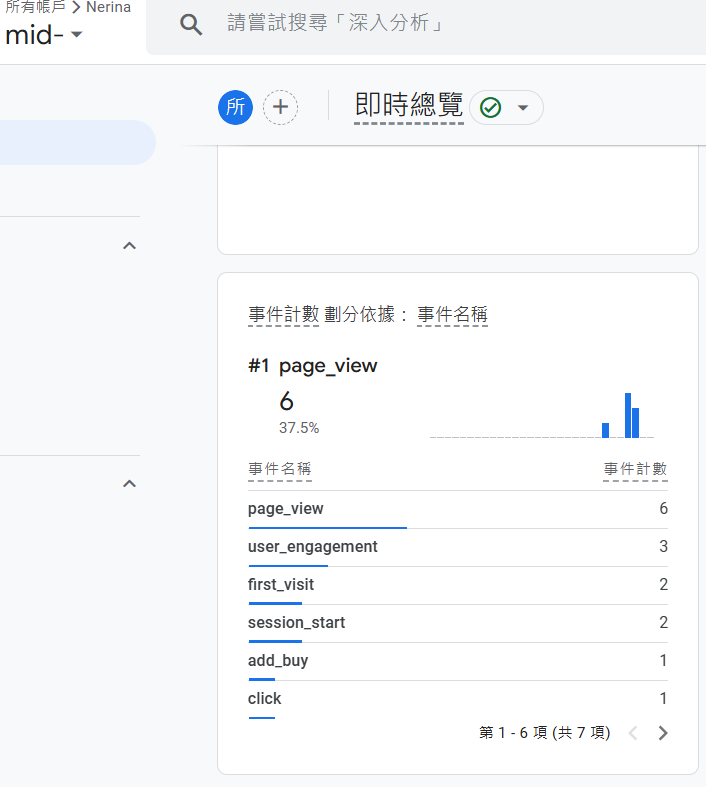 所有帳戶 > Nerina
mid-
請嘗試搜尋「深入分析」
所
即時總覽
事件計數 劃分依據： 事件名稱
#1 page_view
6
37.5%
事件名稱 事件計數
page_view 6
user_engagement 3
first_visit 2
session_start 2
add_buy 1
click 1
第 1 - 6 項 (共 7 項)